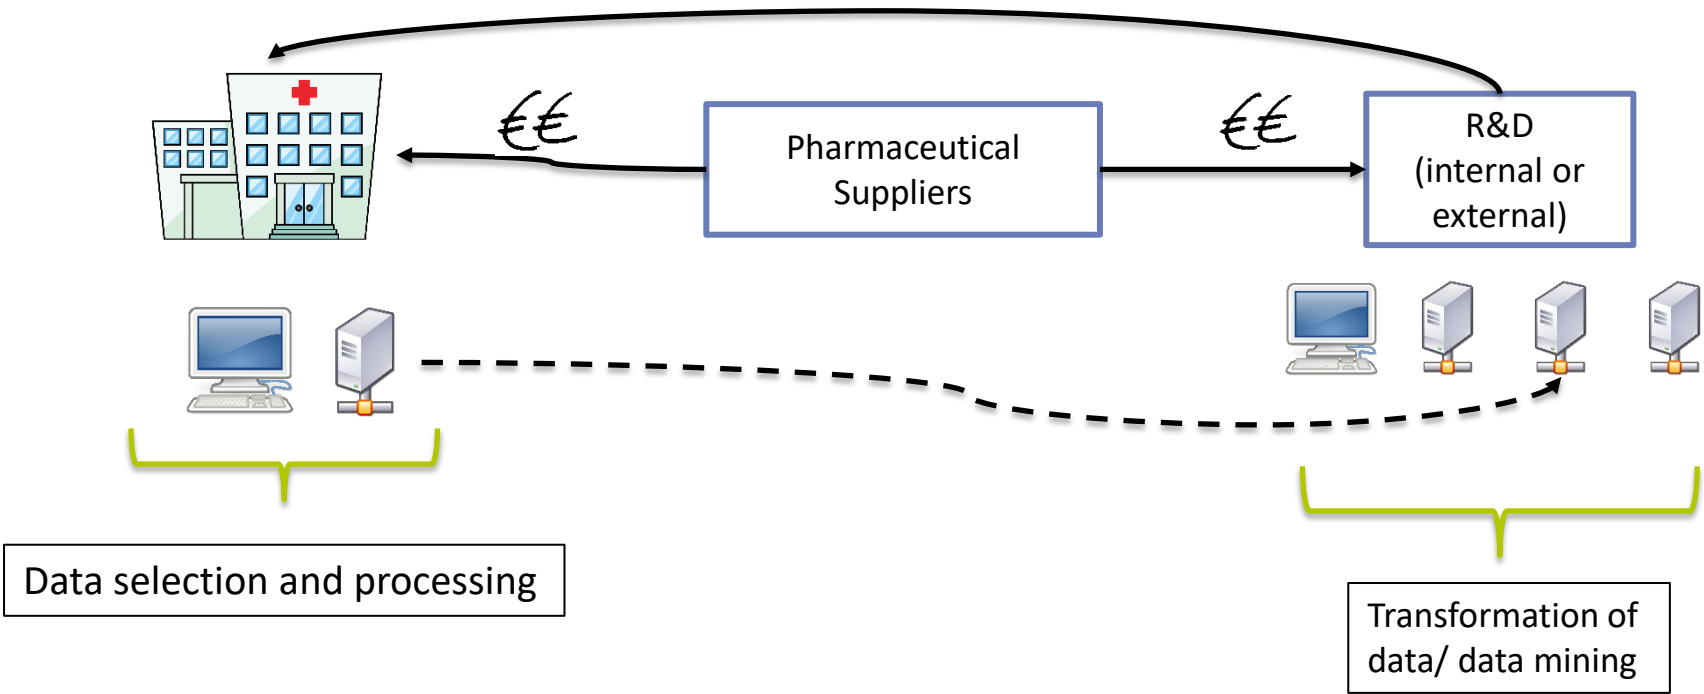 €€
€€
Pharmaceutical
Suppliers
R&D
(internal or
external)
Data selection and processing
Transformation of
data/ data mining